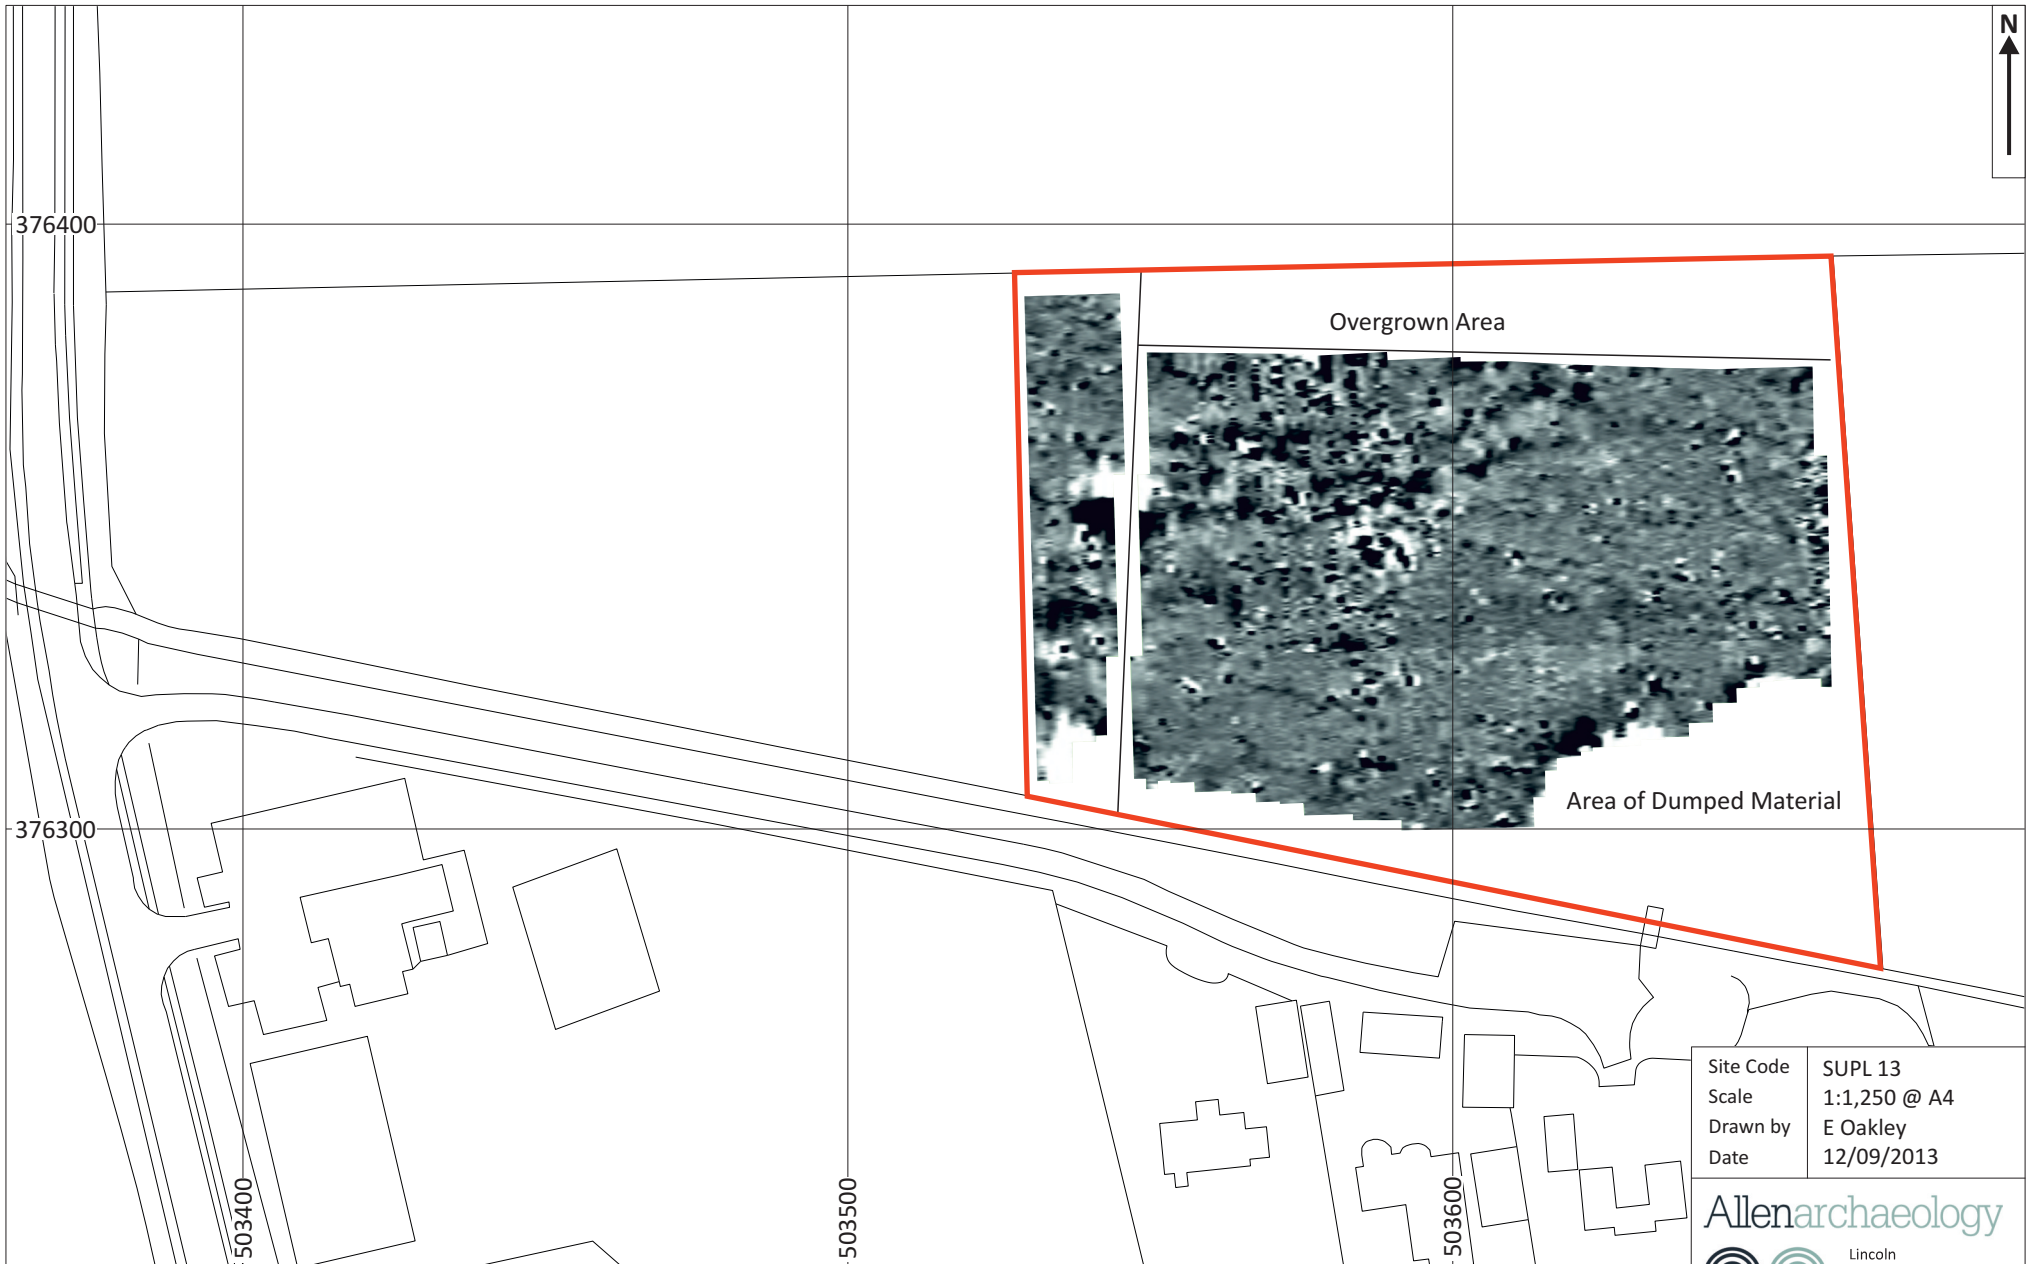 N
376400
Overgrown Area
Area of Dumped Material
376300
503400
503500
503600
Site Code SUPL 13
Scale 1:1,250 @ A4
Drawn by E Oakley
Date 12/09/2013
Allenarchaeology
Lincoln